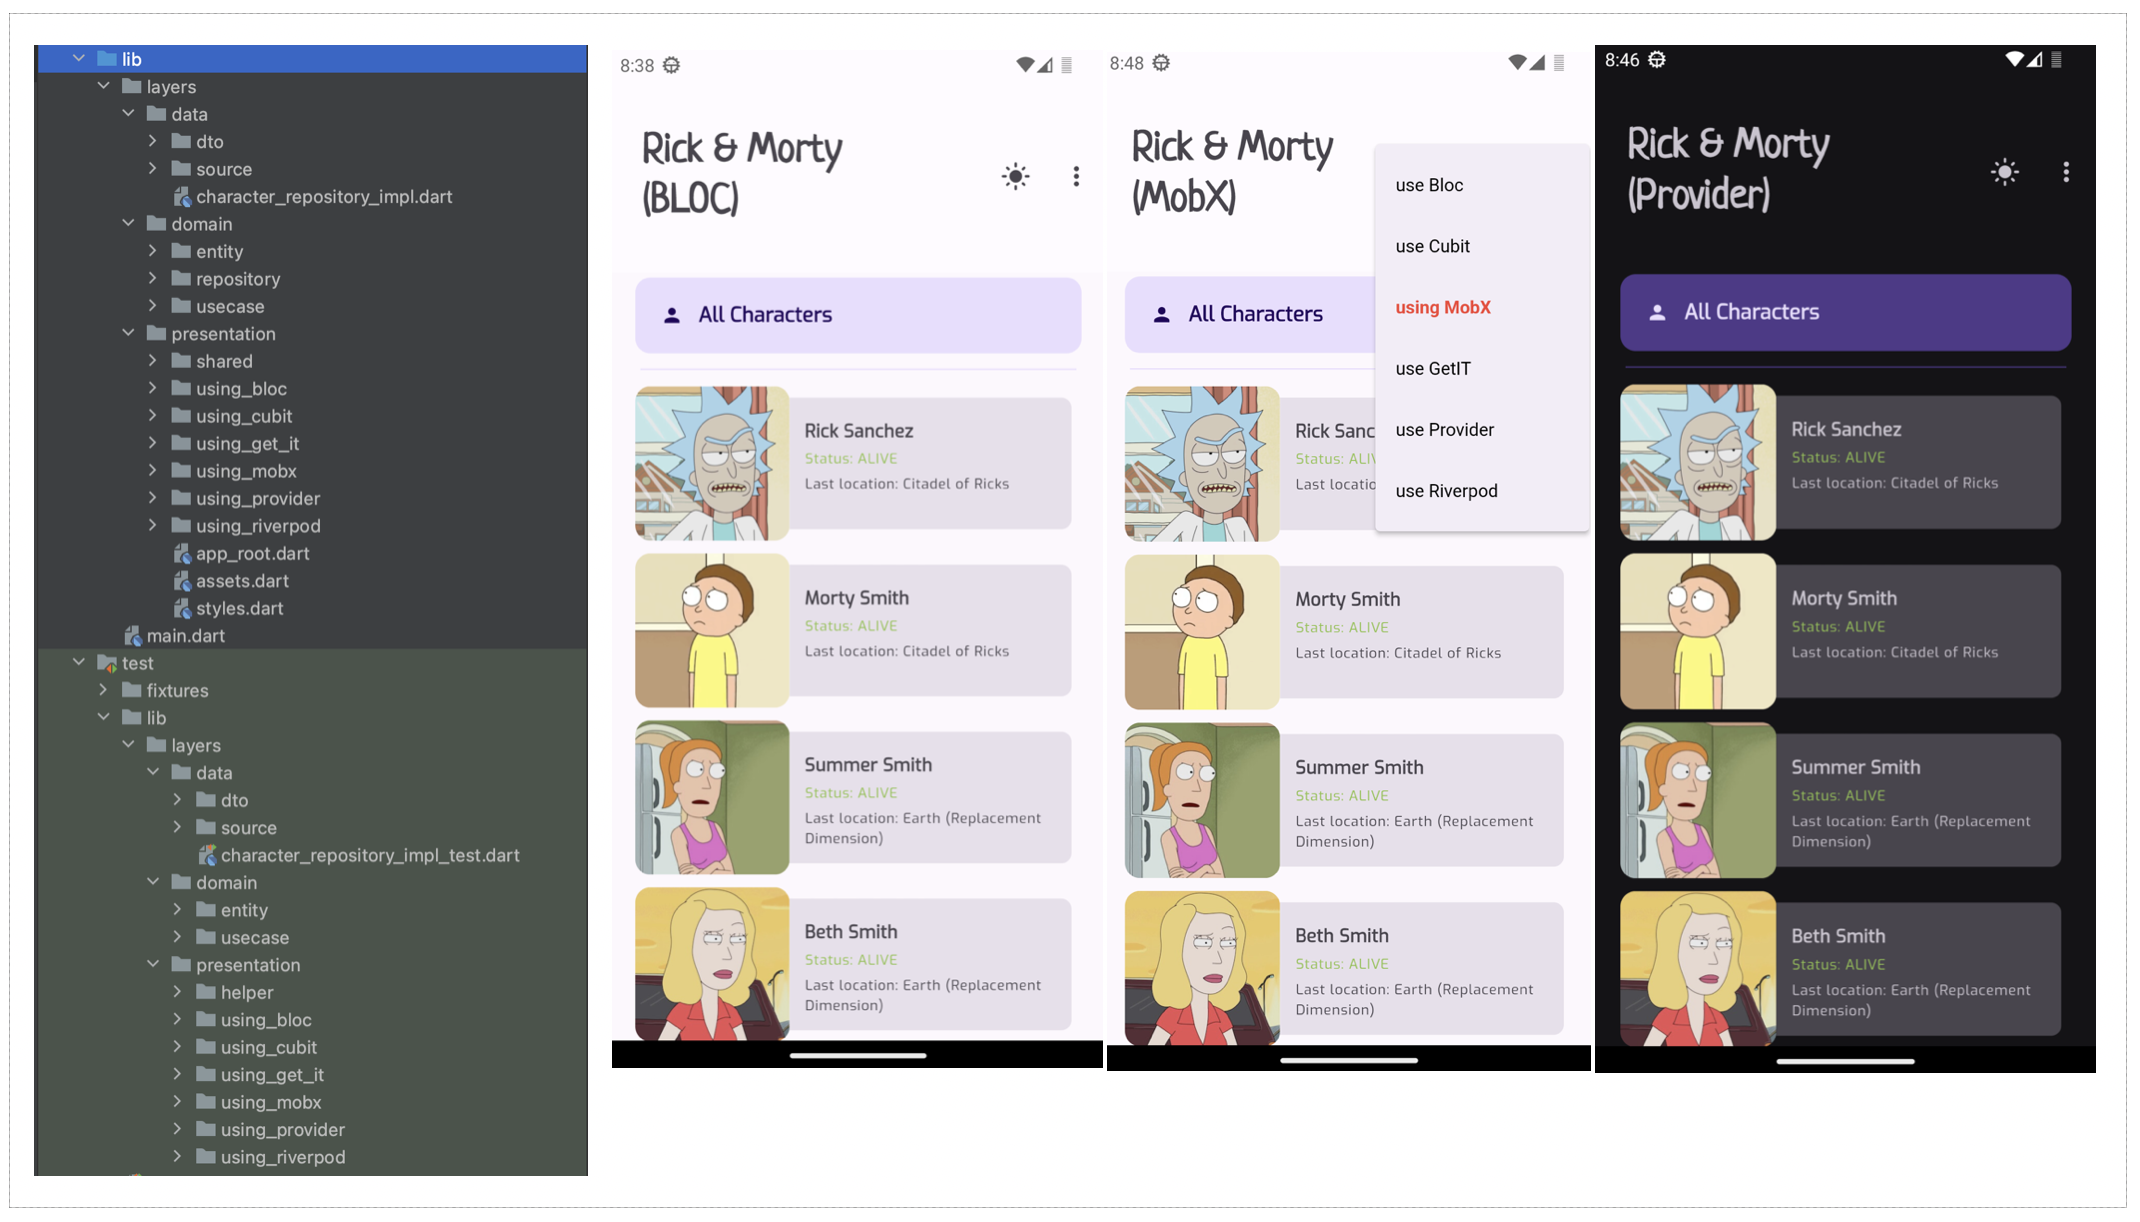 lib
layers
data
dto
source
character_repository_impl.dart
domain
entity
repository
usecase
presentation
shared
using_bloc
using_cubit
using_get_it
using_mobx
using_provider
using_riverpod
app_root.dart
assets.dart
styles.dart
main.dart
test
fixtures
lib
layers
data
dto
source
character_repository_impl_test.dart
domain
entity
usecase
presentation
helper
using_bloc
using_cubit
using_get_it
using_mobx
using_provider
using_riverpod
8:38
Rick & Morty
(BLOC)
All Characters
Rick Sanchez
Status: ALIVE
Last location: Citadel of Ricks
Morty Smith
Status: ALIVE
Last location: Citadel of Ricks
Summer Smith
Status: ALIVE
Last location: Earth (Replacement
Dimension)
Beth Smith
Status: ALIVE
Last location: Earth (Replacement
Dimension)
8:48
Rick & Morty
(MobX)
use Bloc
use Cubit
using MobX
use GetIT
use Provider
use Riverpod
All Characters
Rick Sanc
Status: ALIV
Last locatio
Morty Smith
Status: ALIVE
Last location: Citadel of Ricks
Summer Smith
Status: ALIVE
Last location: Earth (Replacement
Dimension)
Beth Smith
Status: ALIVE
Last location: Earth (Replacement
Dimension)
8:46
Rick & Morty
(Provider)
All Characters
Rick Sanchez
Status: ALIVE
Last location: Citadel of Ricks
Morty Smith
Status: ALIVE
Last location: Citadel of Ricks
Summer Smith
Status: ALIVE
Last location: Earth (Replacement
Dimension)
Beth Smith
Status: ALIVE
Last location: Earth (Replacement
Dimension)